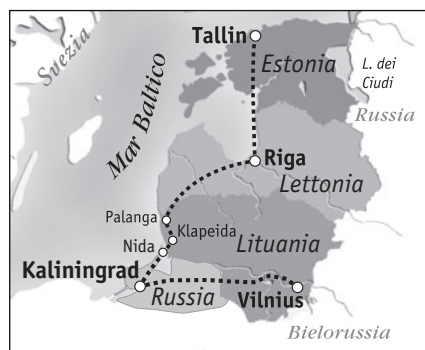 Svezia
Tallin
Estonia
L. dei
Ciudi
Russia
Mar Baltico
Riga
Lettonia
Palanga
Klapeida
Nida
Lituania
Kaliningrad
Russia
Vilnius
Bielorussia